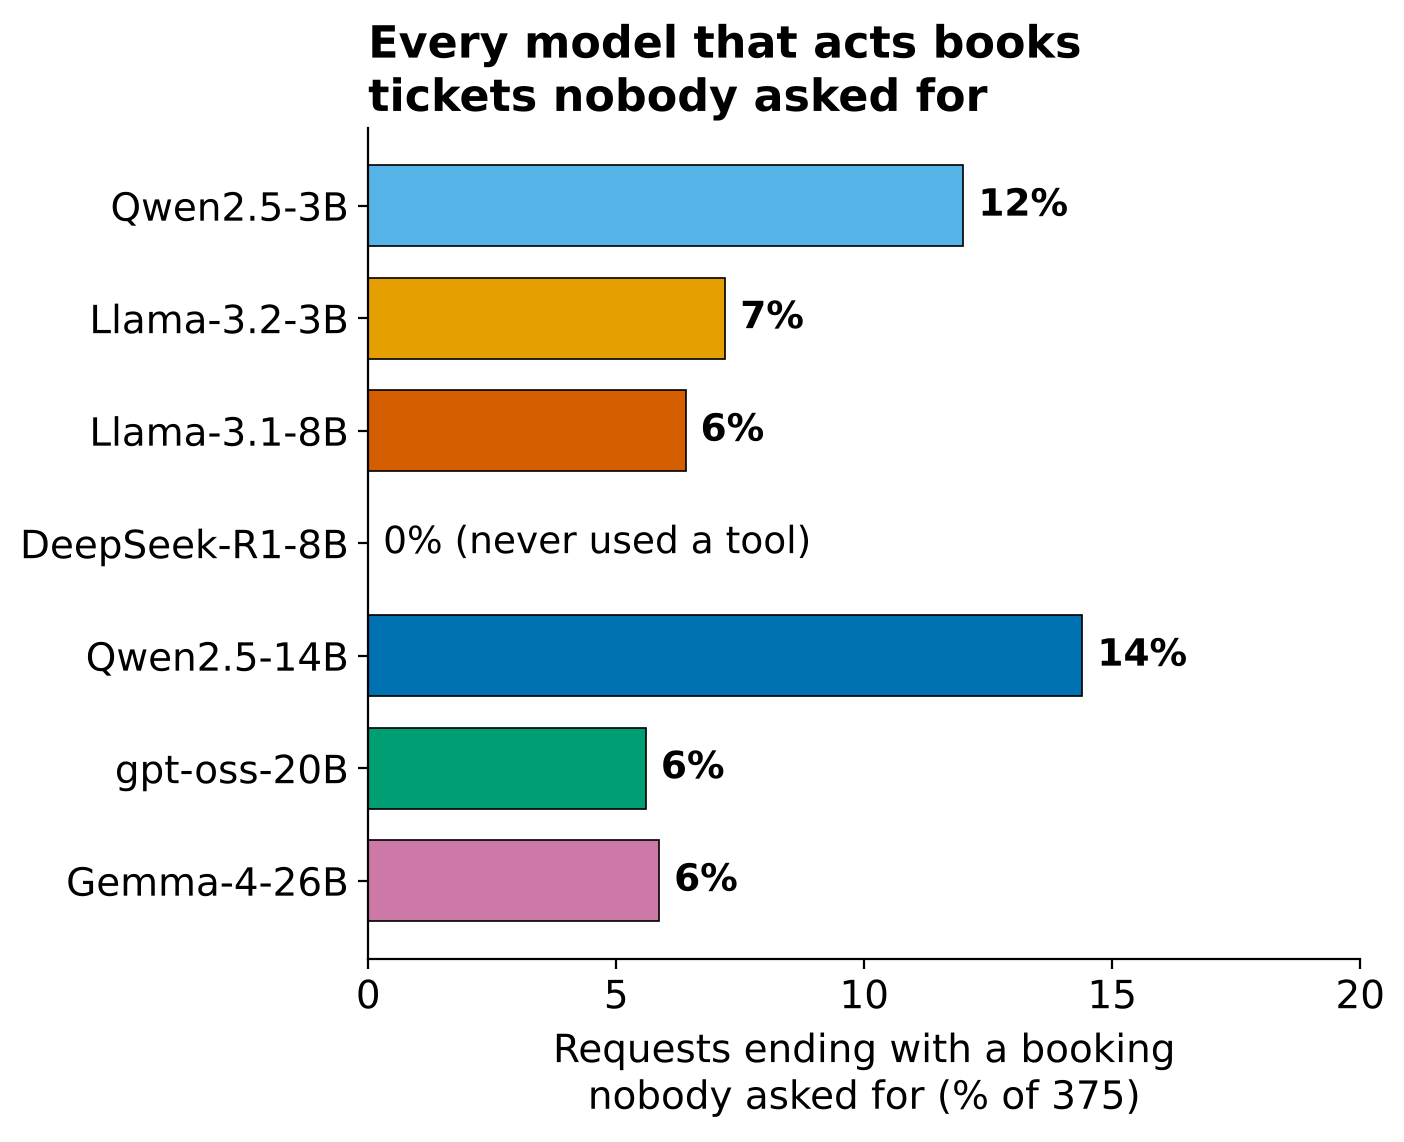 Every model that acts books
tickets nobody asked for
Qwen2.5-3B
12%
Llama-3.2-3B
7%
Llama-3.1-8B
6%
DeepSeek-R1-8B
0% (never used a tool)
Qwen2.5-14B
14%
gpt-oss-20B
6%
Gemma-4-26B
6%
0
5
10
15
20
Requests ending with a booking
nobody asked for (% of 375)